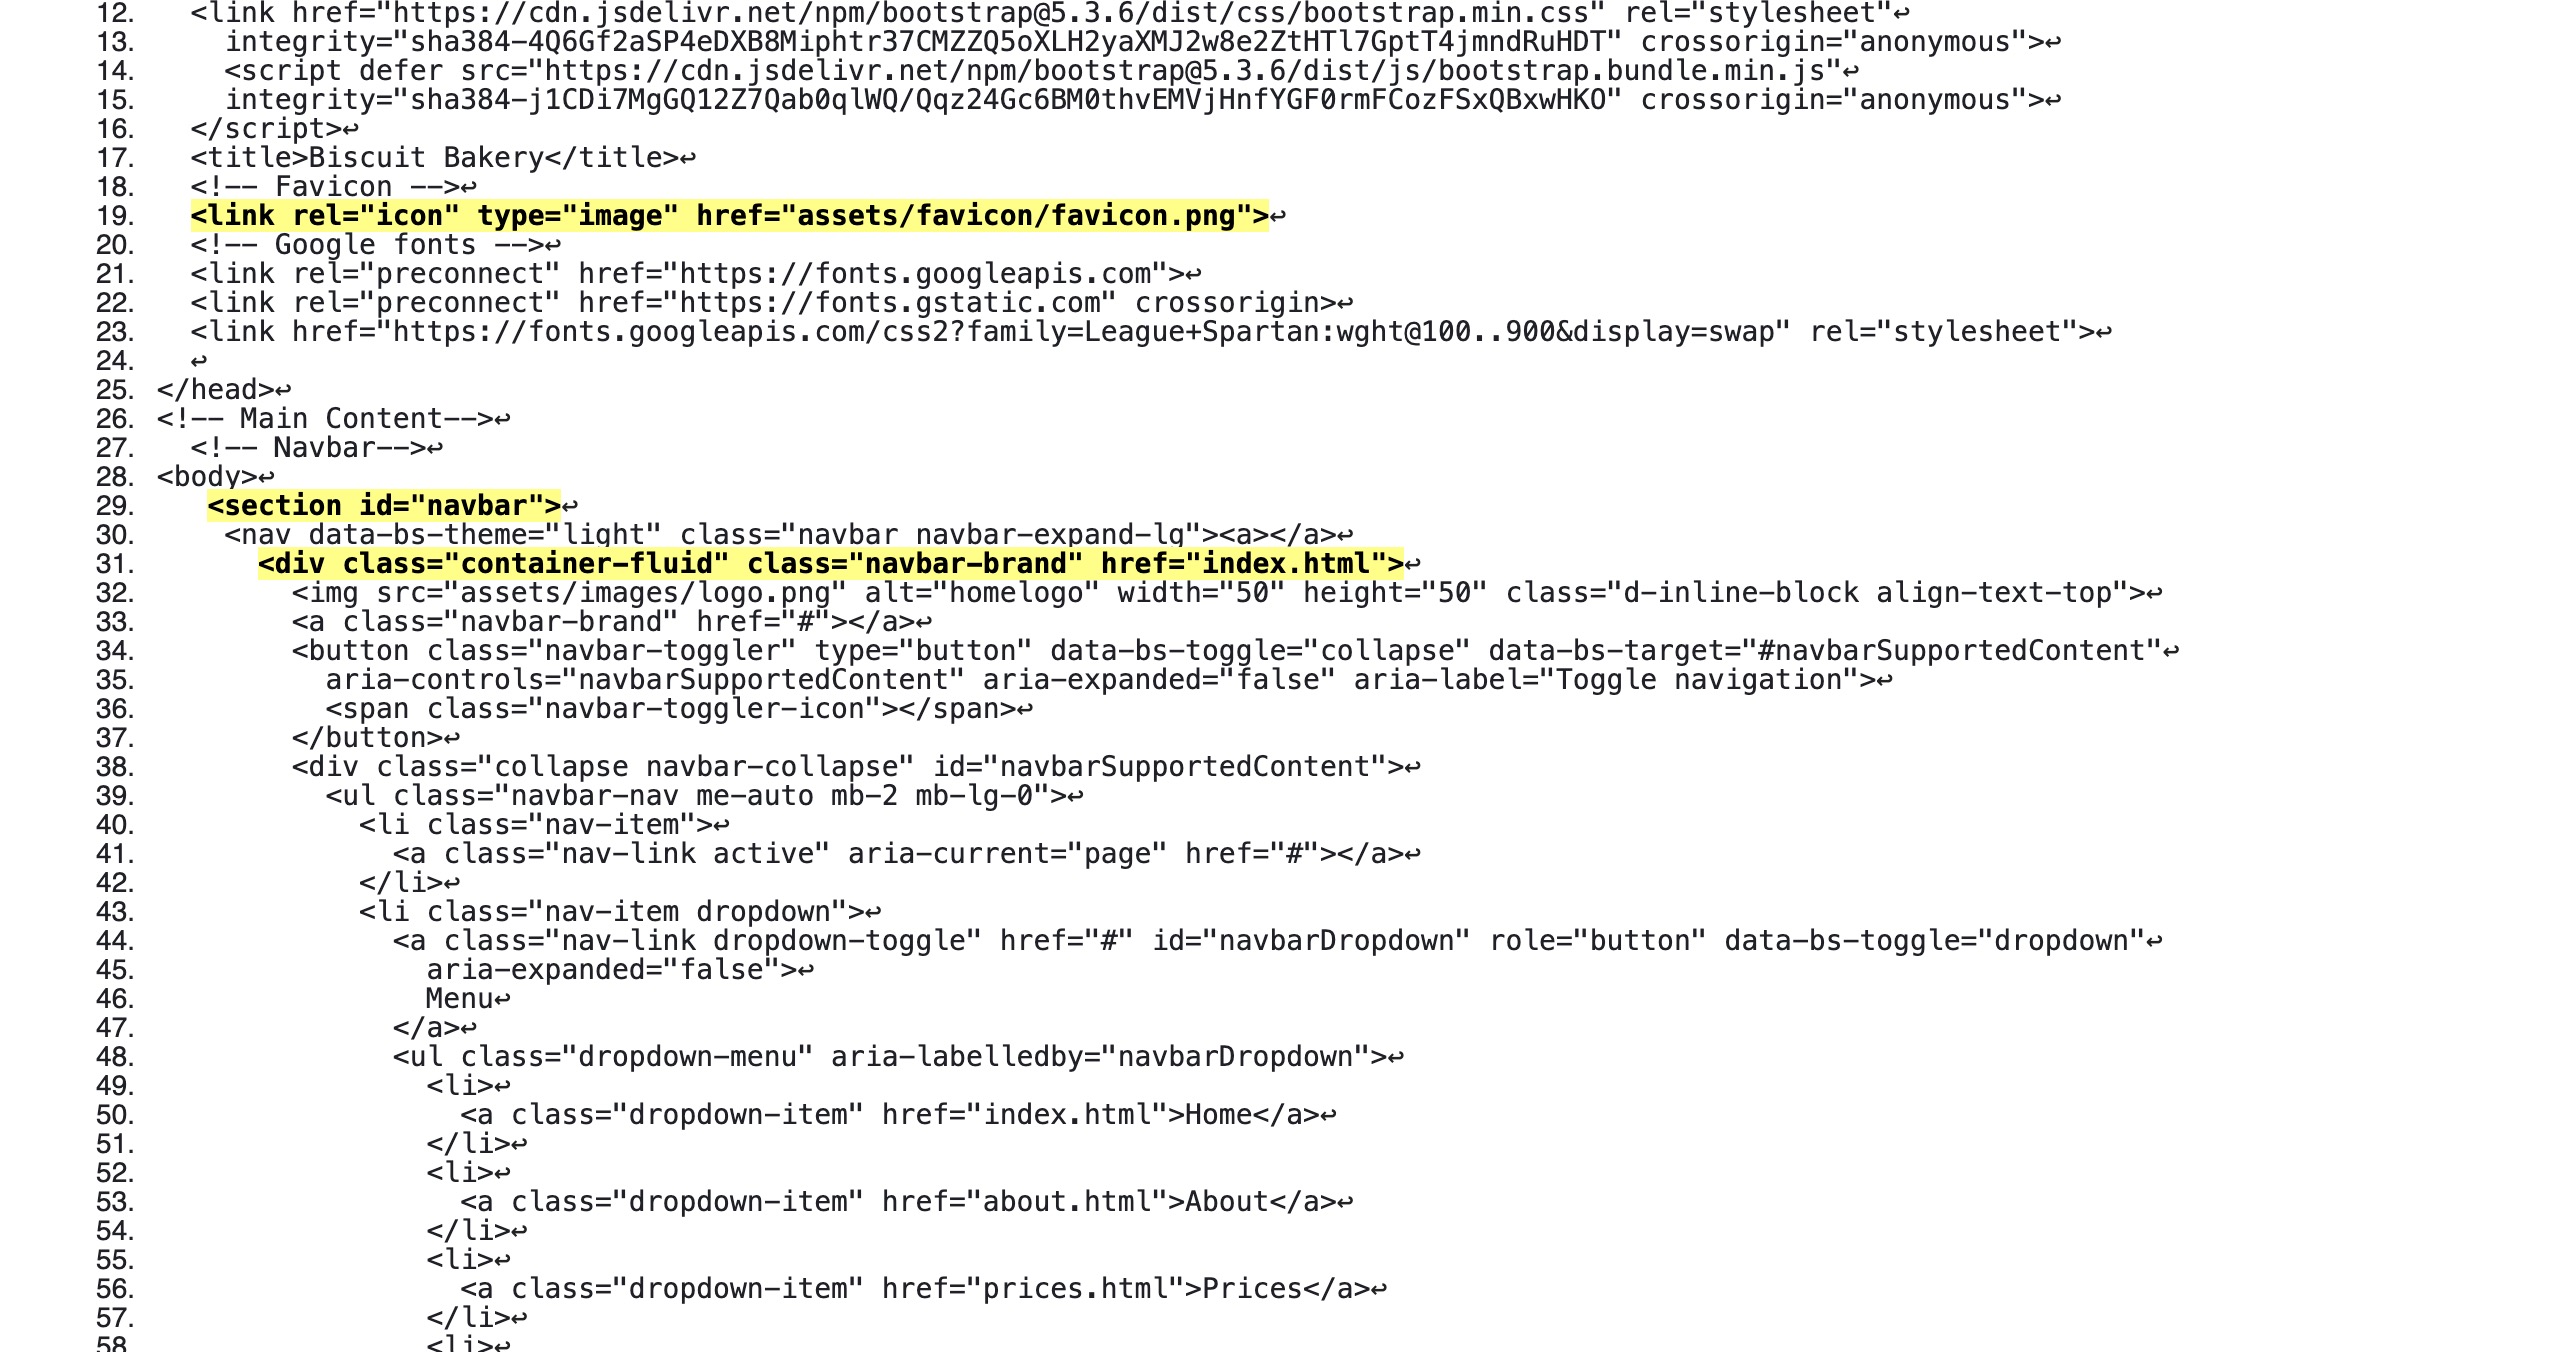 12. <link href="https://cdn.jsdelivr.net/npm/bootstrap@5.3.6/dist/css/bootstrap.min.css" rel="stylesheet"↩
13. integrity="sha384-4Q6Gf2aSP4eDXB8Miphtr37CMZZQ5oXLH2yaXMJ2w8e2ZtHTl7GptT4jmndRuHDT" crossorigin="anonymous">↩
14. <script defer src="https://cdn.jsdelivr.net/npm/bootstrap@5.3.6/dist/js/bootstrap.bundle.min.js"↩
15. integrity="sha384-j1CDi7MgGQ12Z7Qab0qlWQ/Qqz24Gc6BM0thvEMVjHnfYGF0rmFCozFSxQBxwHKO" crossorigin="anonymous">↩
16. </script>↩
17. <title>Biscuit Bakery</title>↩
18. <!-- Favicon -->↩
19. <link rel="icon" type="image" href="assets/favicon/favicon.png">↩
20. <!-- Google fonts -->↩
21. <link rel="preconnect" href="https://fonts.googleapis.com">↩
22. <link rel="preconnect" href="https://fonts.gstatic.com" crossorigin>↩
23. <link href="https://fonts.googleapis.com/css2?family=League+Spartan:wght@100..900&display=swap" rel="stylesheet">↩
24. ↩
25. </head>↩
26. <!-- Main Content-->↩
27. <!-- Navbar-->↩
28. <body>↩
29. <section id="navbar">↩
30. <nav data-bs-theme="light" class="navbar navbar-expand-lg"><a></a>↩
31. <div class="container-fluid" class="navbar-brand" href="index.html">↩
32. <img src="assets/images/logo.png" alt="homelogo" width="50" height="50" class="d-inline-block align-text-top">↩
33. <a class="navbar-brand" href="#"></a>↩
34. <button class="navbar-toggler" type="button" data-bs-toggle="collapse" data-bs-target="#navbarSupportedContent"↩
35. aria-controls="navbarSupportedContent" aria-expanded="false" aria-label="Toggle navigation">↩
36. <span class="navbar-toggler-icon"></span>↩
37. </button>↩
38. <div class="collapse navbar-collapse" id="navbarSupportedContent">↩
39. <ul class="navbar-nav me-auto mb-2 mb-lg-0">↩
40. <li class="nav-item">↩
41. <a class="nav-link active" aria-current="page" href="#"></a>↩
42. </li>↩
43. <li class="nav-item dropdown">↩
44. <a class="nav-link dropdown-toggle" href="#" id="navbarDropdown" role="button" data-bs-toggle="dropdown"↩
45. aria-expanded="false">↩
46. Menu↩
47. </a>↩
48. <ul class="dropdown-menu" aria-labelledby="navbarDropdown">↩
49. <li>↩
50. <a class="dropdown-item" href="index.html">Home</a>↩
51. </li>↩
52. <li>↩
53. <a class="dropdown-item" href="about.html">About</a>↩
54. </li>↩
55. <li>↩
56. <a class="dropdown-item" href="prices.html">Prices</a>↩
57. </li>↩
58. <li>↩